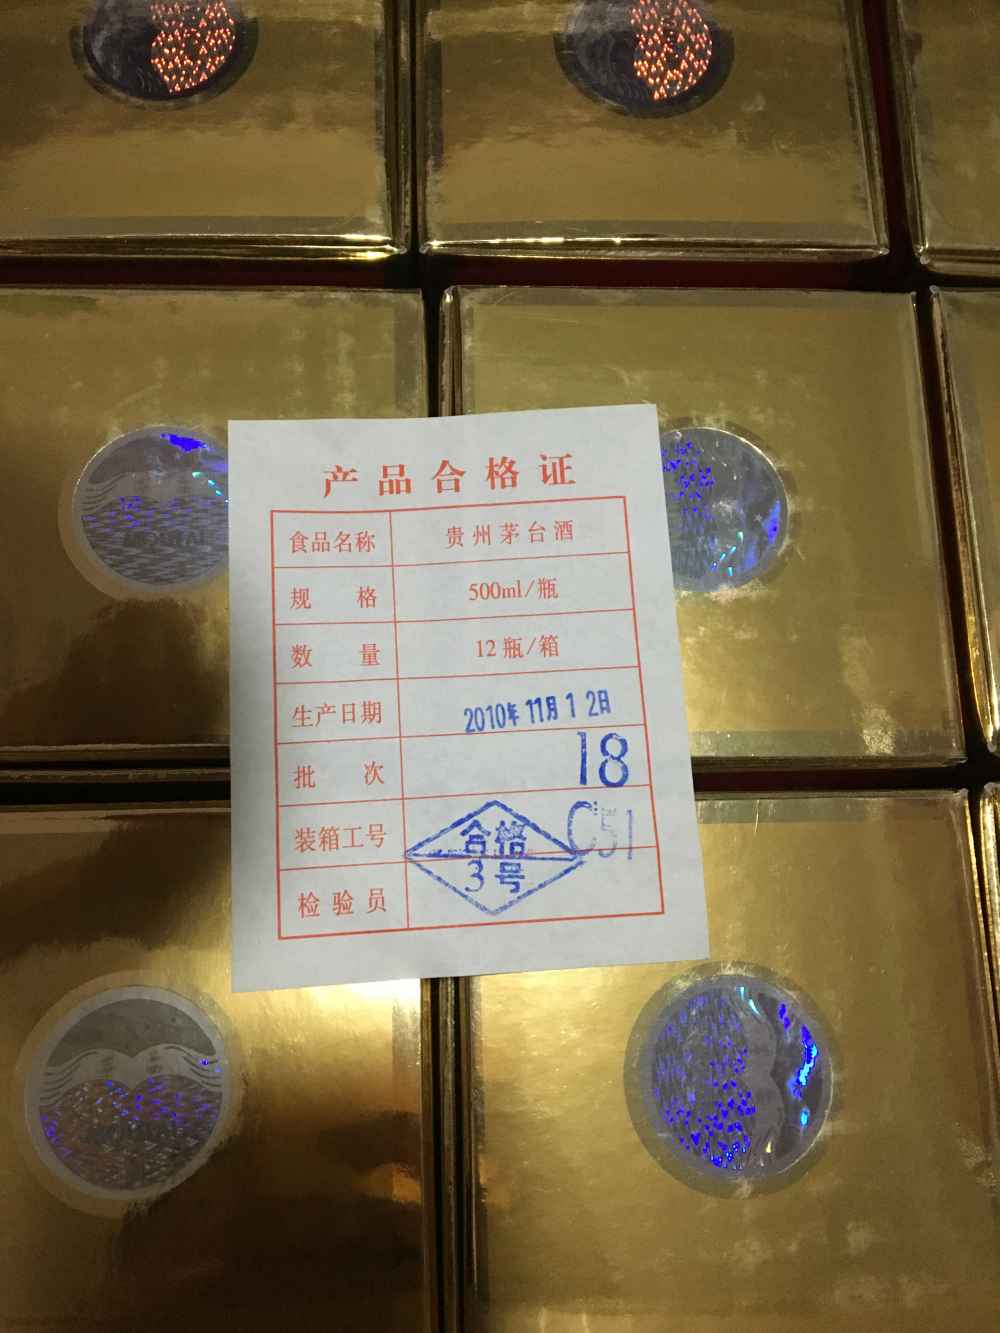 产品合格证
食品名称 贵州茅台酒
规格 500ml/瓶
数量 12瓶/箱
生产日期 2010年11月12日
批次 18
装箱工号 C51
检验员 合格
3号